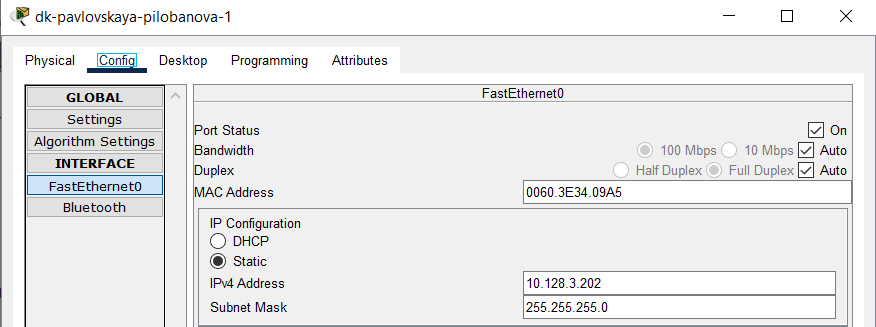 dk-pavlovskaya-pilobanova-1
Physical Config Desktop Programming Attributes
GLOBAL
Settings
Algorithm Settings
INTERFACE
FastEthernet0
Bluetooth
FastEthernet0
Port Status On
Bandwidth 100 Mbps 10 Mbps Auto
Duplex Half Duplex Full Duplex Auto
MAC Address 0060.3E34.09A5
IP Configuration
DHCP
Static
IPv4 Address 10.128.3.202
Subnet Mask 255.255.255.0